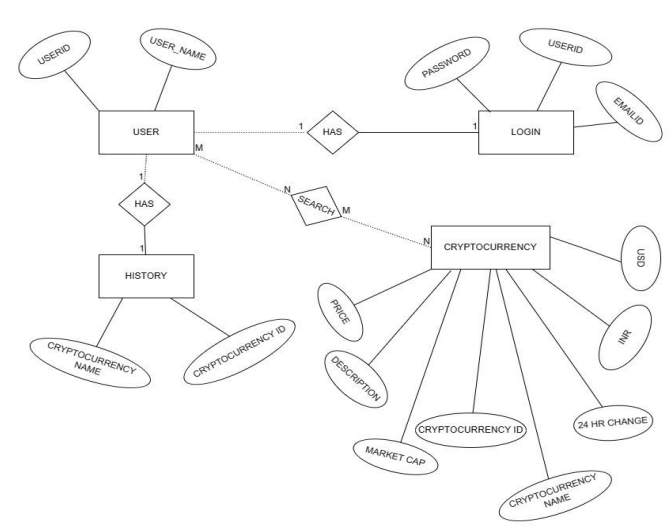 USERID
USER_NAME
PASSWORD
USERID
EMAILID
USER
1
HAS
1
LOGIN
M
1
HAS
1
N
SEARCH
M
N
CRYPTOCURRENCY
HISTORY
USD
PRICE
INR
CRYPTOCURRENCY
NAME
CRYPTOCURRENCY ID
DESCRIPTION
CRYPTOCURRENCY ID
24 HR CHANGE
MARKET CAP
CRYPTOCURRENCY
NAME